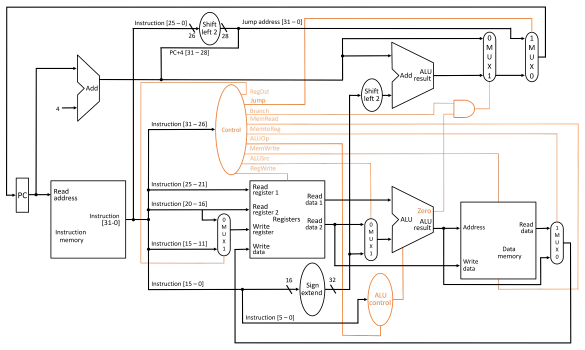 Instruction [25 – 0]
26
Shift
left 2
28
Jump address [31 – 0]
PC+4 [31 – 28]
Add
4
Add
ALU
result
Shift
left 2
0
M
U
X
1
1
M
U
X
0
RegDst
Jump
Branch
MemRead
MemtoReg
ALUOp
MemWrite
ALUSrc
RegWrite
Control
Instruction [31 – 26]
PC
Read
address
Instruction
[31-0]
Instruction
memory
Instruction [25 – 21]
Instruction [20 – 16]
Instruction [15 – 11]
0
M
U
X
1
Read
register 1
Read
register 2
Registers
Write
register
Write
data
Read
data 1
Read
data 2
0
M
U
X
1
Zero
ALU
ALU
result
Address
Read
data
Data
memory
Write
data
1
M
U
X
0
Instruction [15 – 0]
16
Sign
extend
32
ALU
control
Instruction [5 – 0]